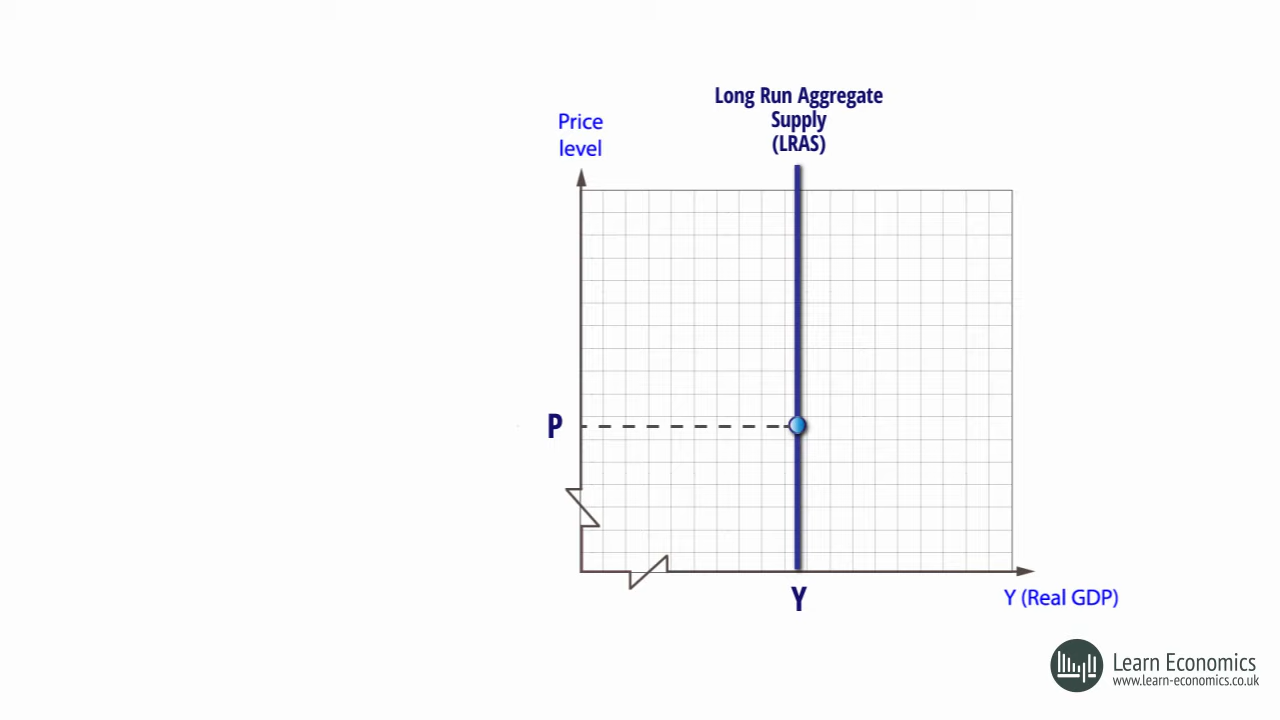 Long Run Aggregate
Supply
(LRAS)
Price
level
P
Y
Y (Real GDP)
Learn Economics
www.learn-economics.co.uk